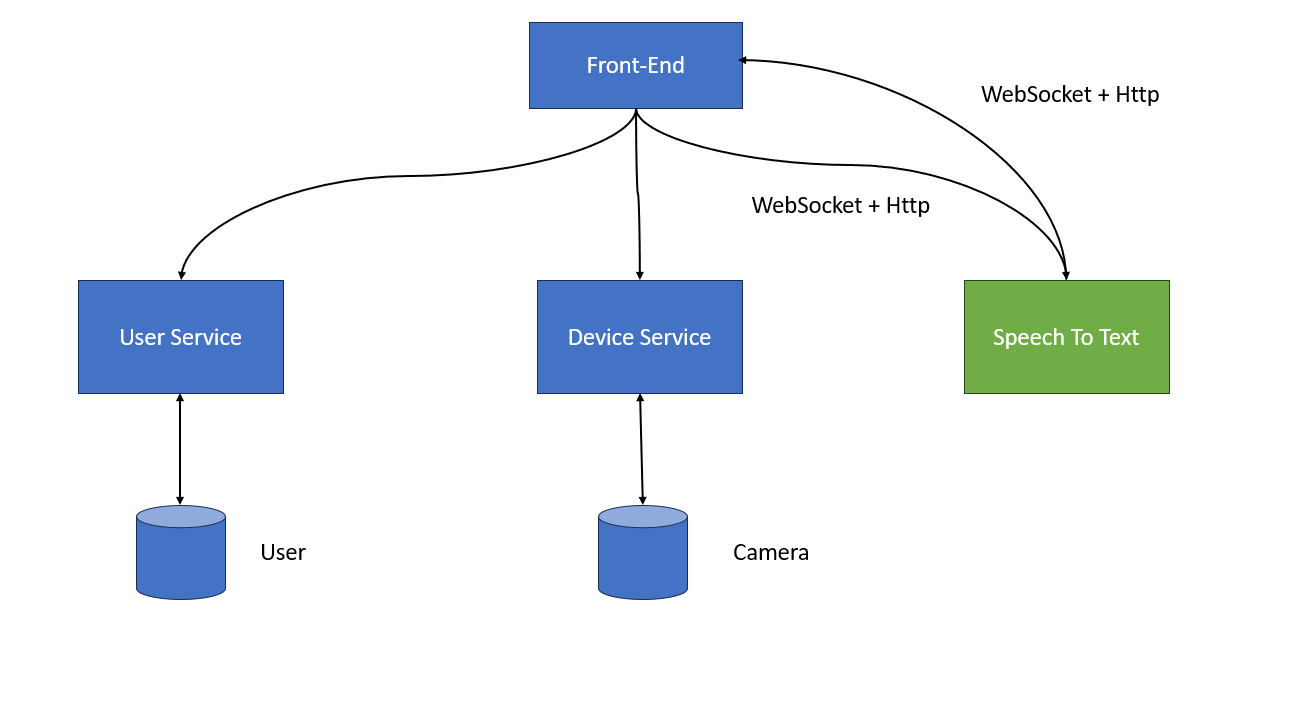 Front-End
WebSocket + Http
WebSocket + Http
User Service
Device Service
Speech To Text
User
Camera